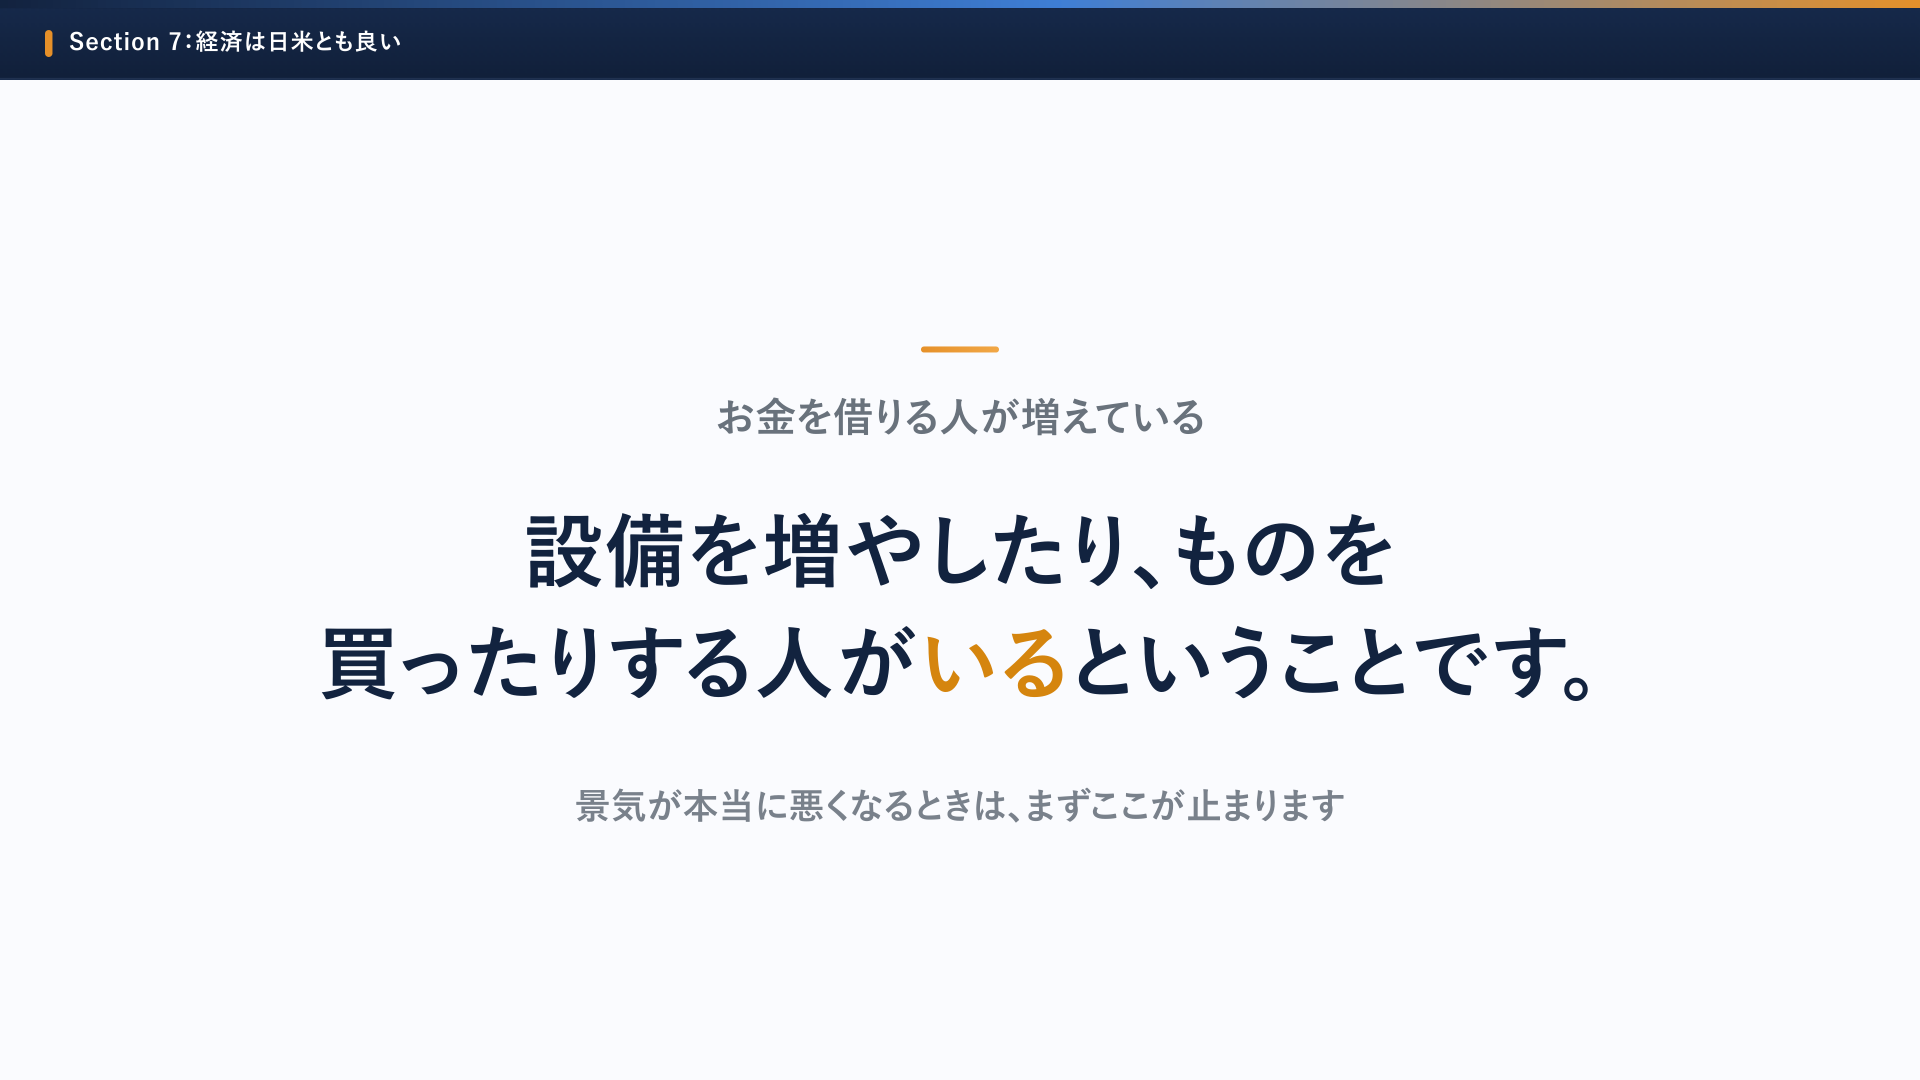 Section 7：経済は日米とも良い
お金を借りる人が増えている
設備を増やしたり、ものを
買ったりする人がいるということです。
景気が本当に悪くなるときは、まずここが止まります